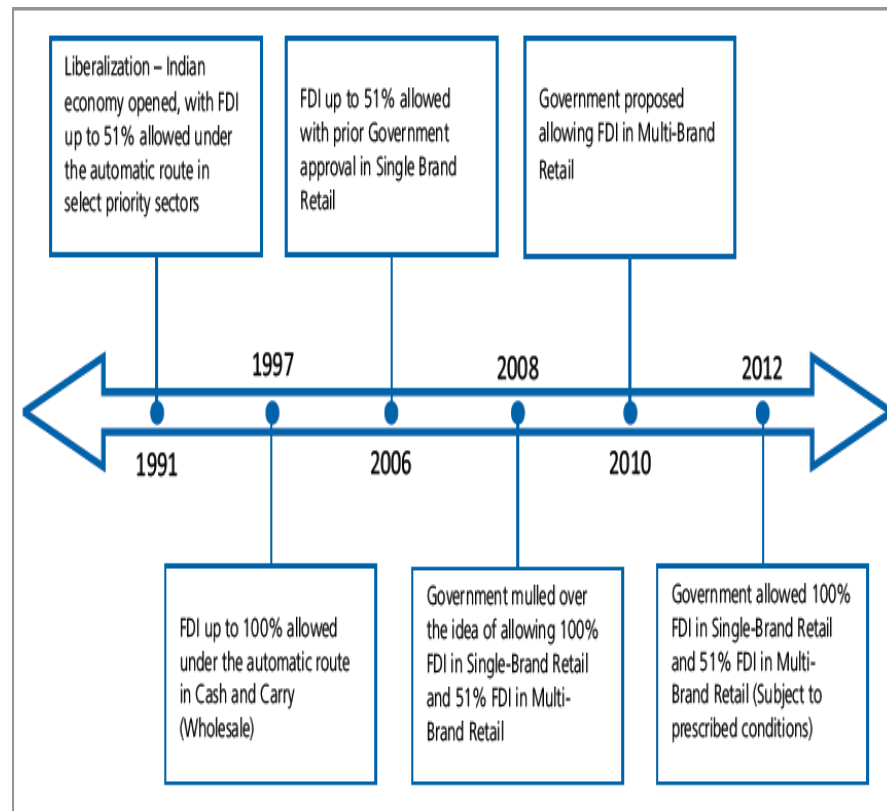 Liberalization – Indian
economy opened, with FDI
up to 51% allowed under
the automatic route in
select priority sectors
FDI up to 51% allowed
with prior Government
approval in Single Brand
Retail
Government proposed
allowing FDI in Multi-Brand
Retail
1997
2008
2012
1991
2006
2010
FDI up to 100% allowed
under the automatic route
in Cash and Carry
(Wholesale)
Government mulled over
the idea of allowing 100%
FDI in Single-Brand Retail
and 51% FDI in Multi-
Brand Retail
Government allowed 100%
FDI in Single-Brand Retail
and 51% FDI in Multi-
Brand Retail (Subject to
prescribed conditions)